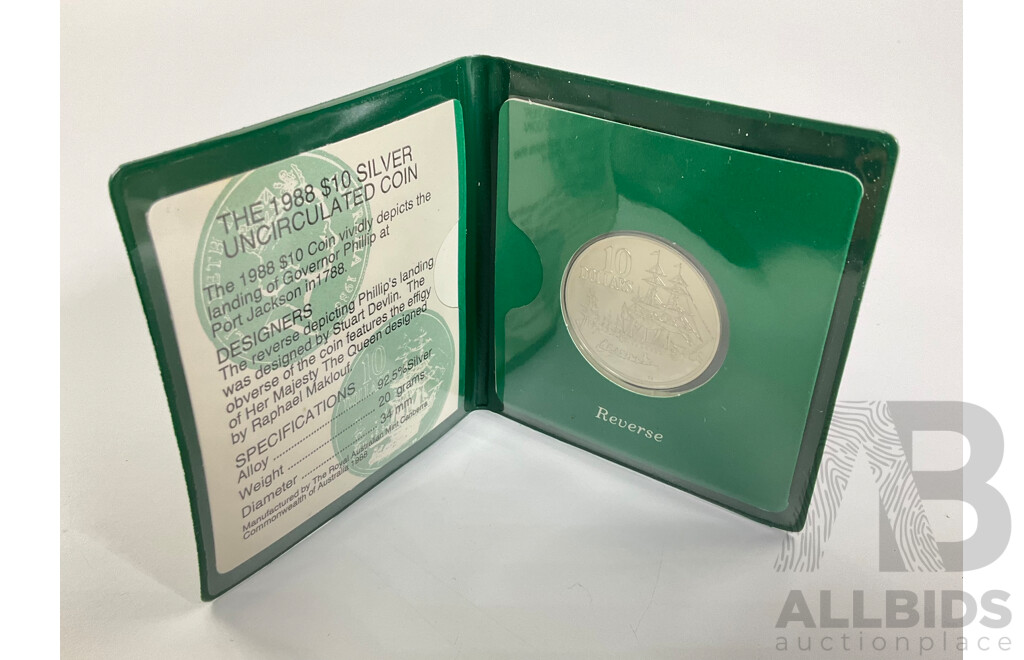 THE 1988 $10 SILVER
UNCIRCULATED COIN
The 1988 $10 Coin vividly depicts the
landing of Governor Phillip at
Port Jackson in1788.
DESIGNERS
The reverse depicting Phillip's landing
was designed by Stuart Devlin. The
obverse of the coin features the effigy
of Her Majesty The Queen designed
by Raphael Maklouf.
SPECIFICATIONS
Alloy .......................... 92.5% Silver
Weight ........................ 20 grams
Diameter ...................... 34 mm
Manufactured by The Royal Australian Mint Canberra
Commonwealth of Australia 1988
10
DOLLARS
Reverse
AB
ALLBIDS
auctionplace